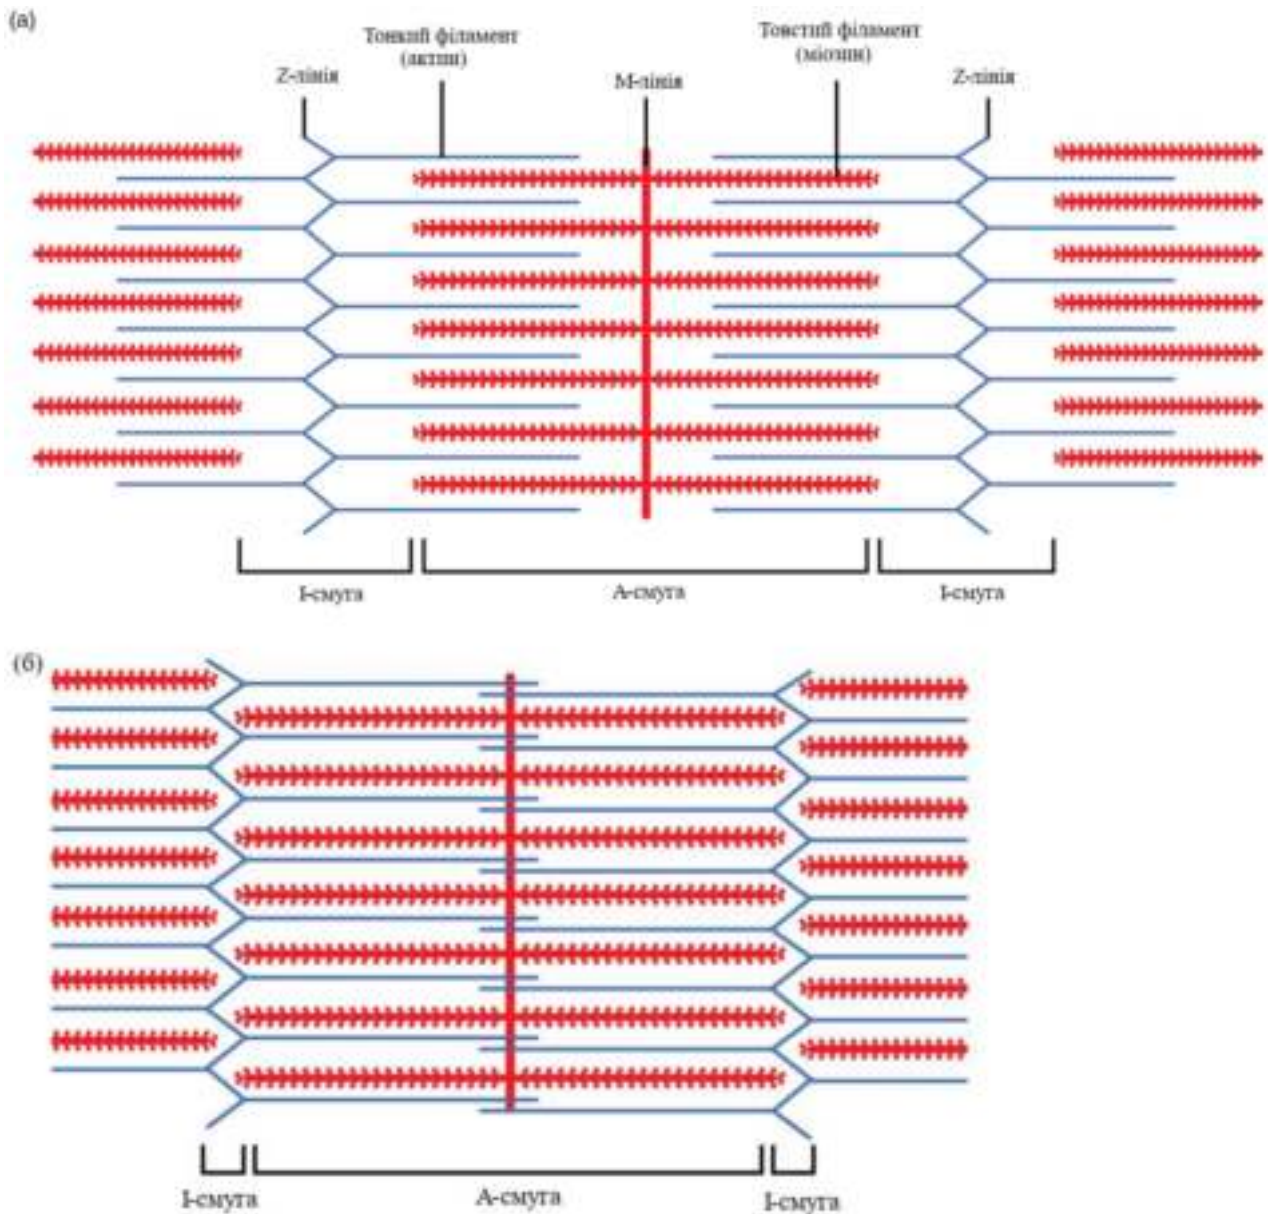 (а)
Тонкий філамент
(актин)
Товстий філамент
(міозин)
Z-лінія
М-лінія
Z-лінія
І-смуга
А-смуга
І-смуга
(б)
І-смуга
А-смуга
І-смуга